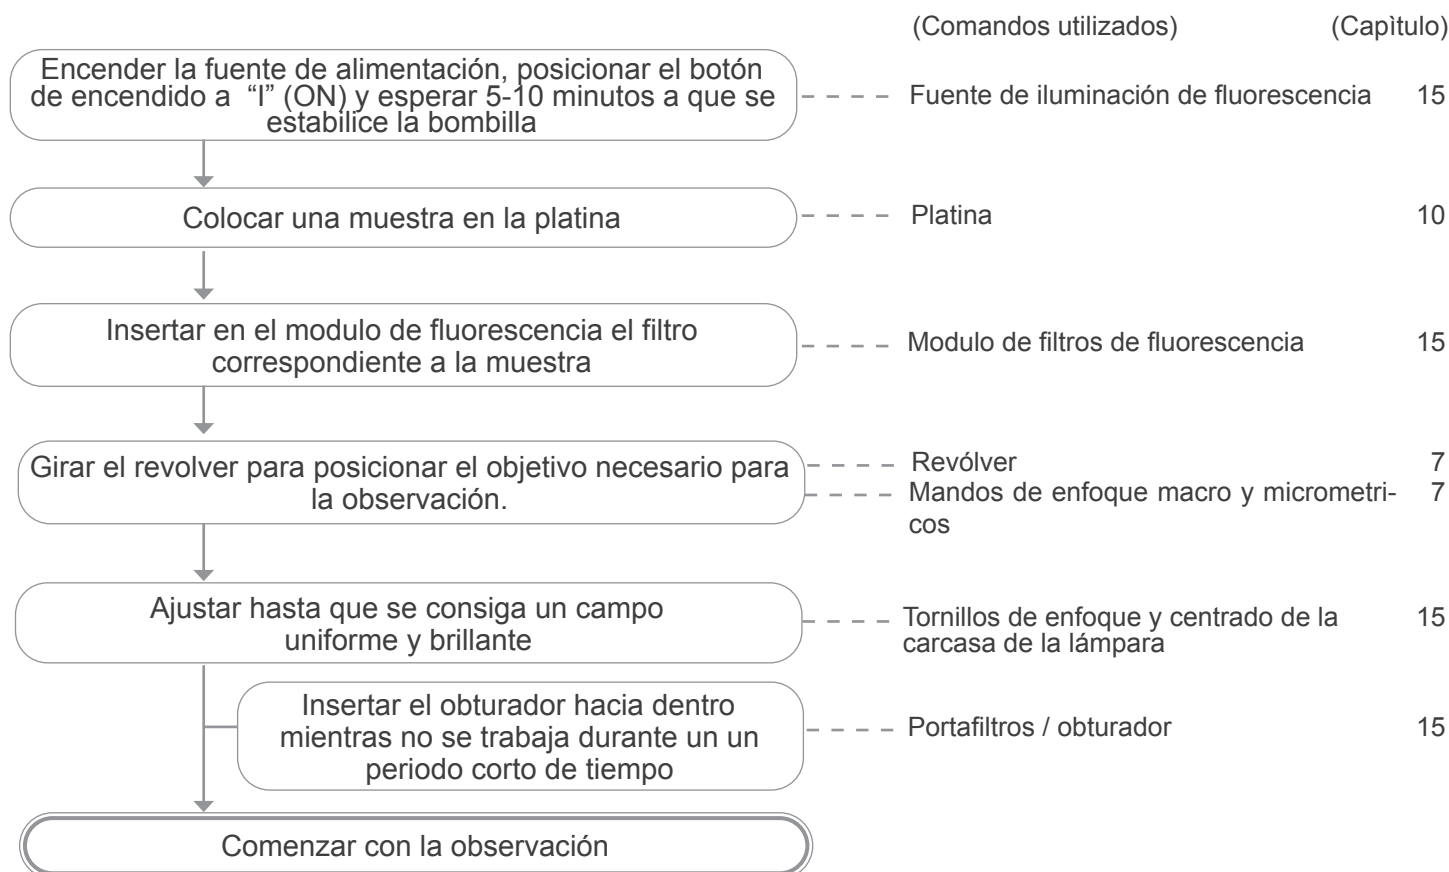 (Comandos utilizados) (Capìtulo)
Encender la fuente de alimentación, posicionar el botón
de encendido a “I” (ON) y esperar 5-10 minutos a que se
estabilice la bombilla
Fuente de iluminación de fluorescencia 15
Colocar una muestra en la platina
Platina 10
Insertar en el modulo de fluorescencia el filtro
correspondiente a la muestra
Modulo de filtros de fluorescencia 15
Girar el revolver para posicionar el objetivo necesario para
la observación.
Revólver 7
Mandos de enfoque macro y micrometri- 7
cos
Ajustar hasta que se consiga un campo
uniforme y brillante
Tornillos de enfoque y centrado de la 15
carcasa de la lámpara
Insertar el obturador hacia dentro
mientras no se trabaja durante un un
periodo corto de tiempo
Portafiltros / obturador 15
Comenzar con la observación